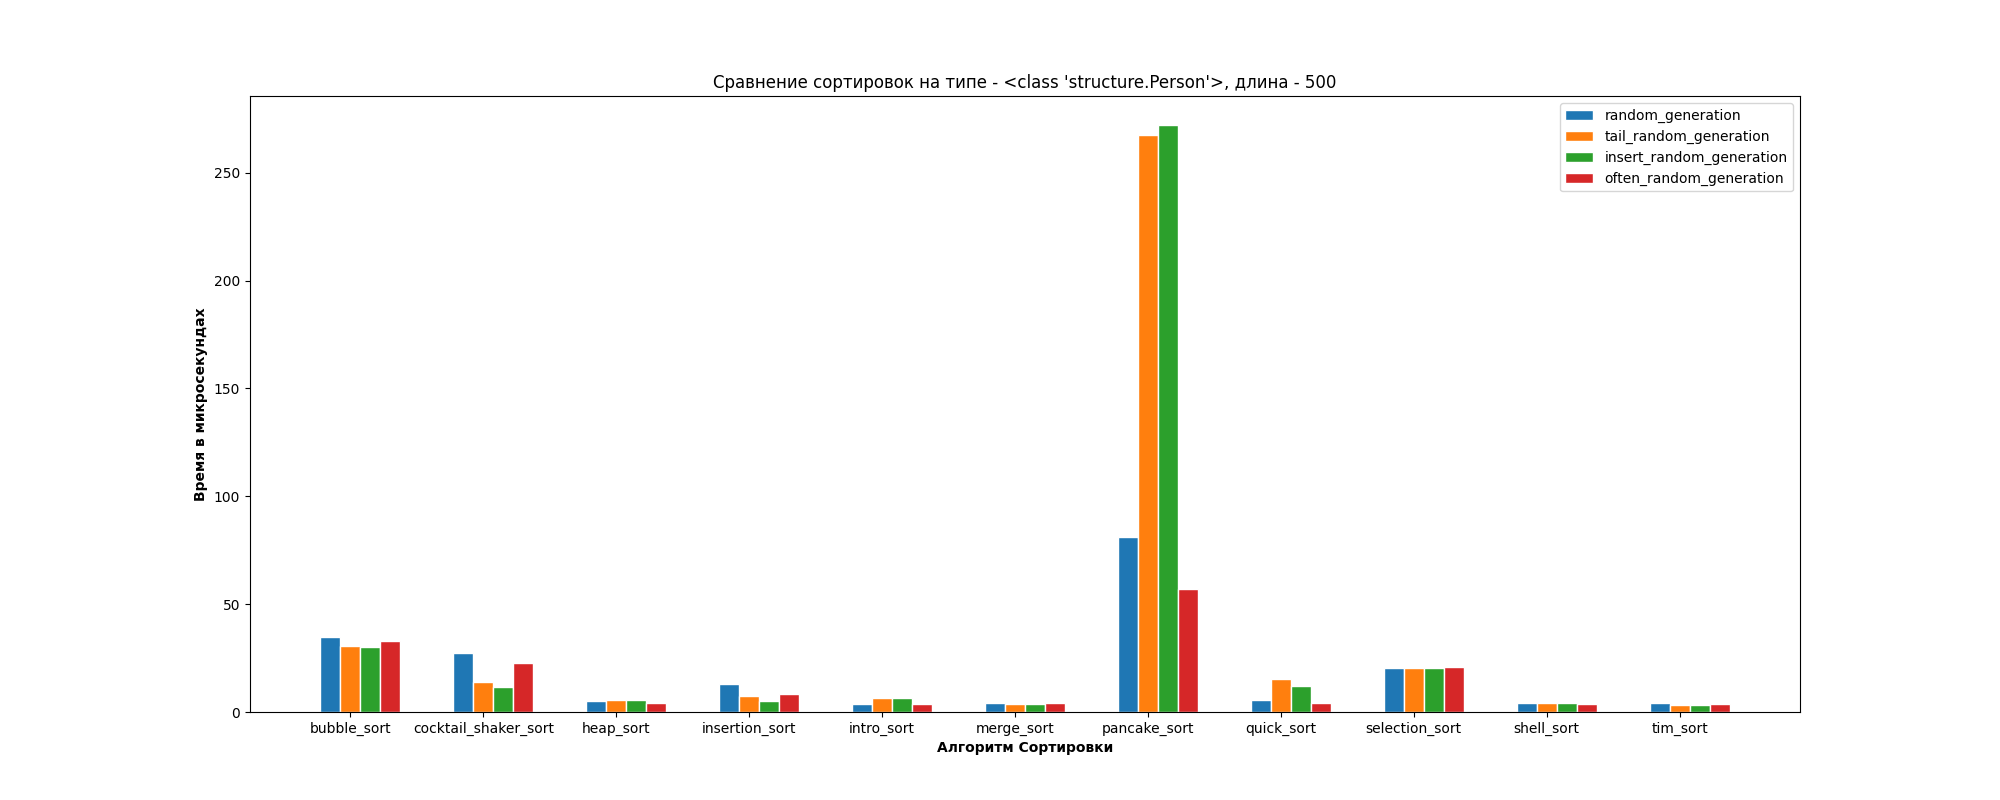 Сравнение сортировок на типе - <class 'structure.Person'>, длина - 500
random_generation
tail_random_generation
insert_random_generation
often_random_generation
Время в микросекундах
250
200
150
100
50
0
bubble_sort
cocktail_shaker_sort
heap_sort
insertion_sort
intro_sort
merge_sort
pancake_sort
quick_sort
selection_sort
shell_sort
tim_sort
Алгоритм Сортировки